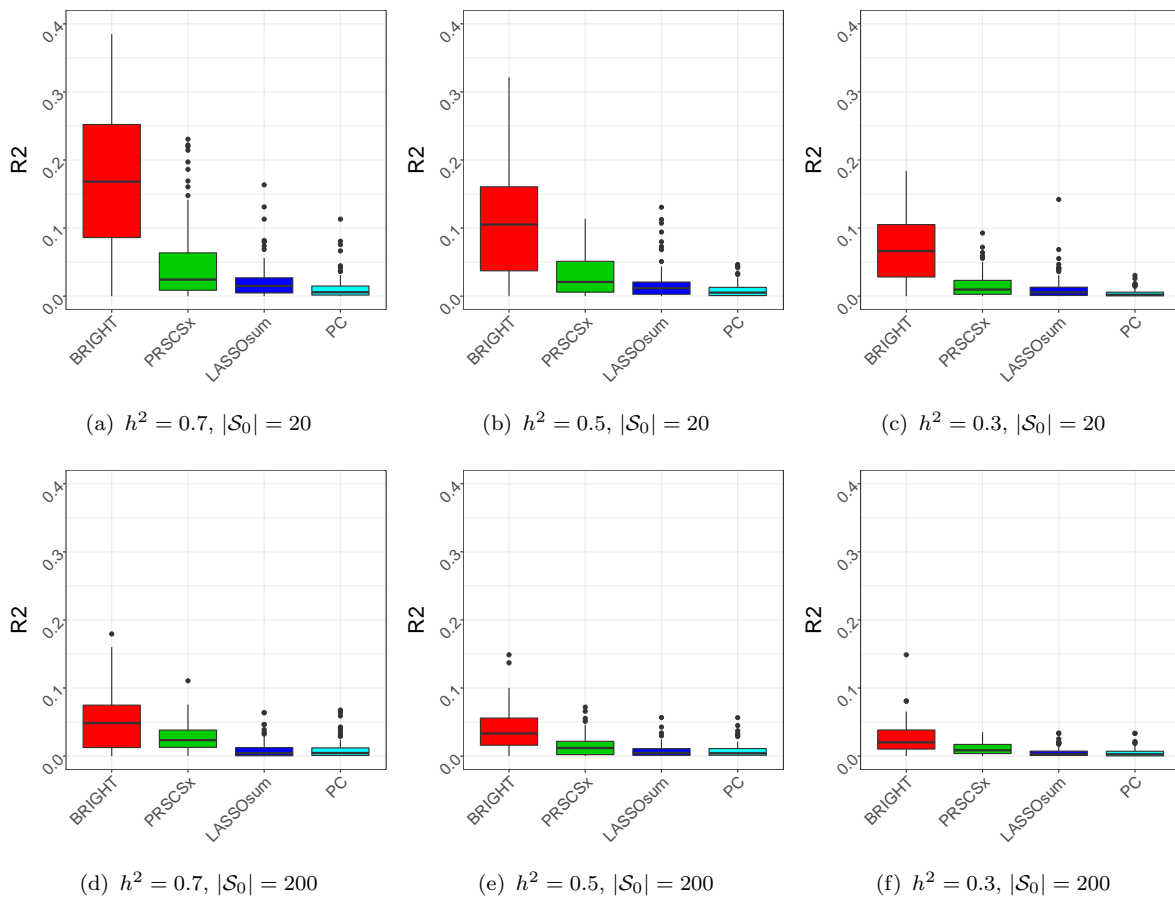 R2
0.4
0.3
0.2
0.1
0.0
BRIGHT
PRSCSx
LASSOsum
PC
(a) h² = 0.7, |𝒮₀| = 20
R2
0.4
0.3
0.2
0.1
0.0
BRIGHT
PRSCSx
LASSOsum
PC
(b) h² = 0.5, |𝒮₀| = 20
R2
0.4
0.3
0.2
0.1
0.0
BRIGHT
PRSCSx
LASSOsum
PC
(c) h² = 0.3, |𝒮₀| = 20
R2
0.4
0.3
0.2
0.1
0.0
BRIGHT
PRSCSx
LASSOsum
PC
(d) h² = 0.7, |𝒮₀| = 200
R2
0.4
0.3
0.2
0.1
0.0
BRIGHT
PRSCSx
LASSOsum
PC
(e) h² = 0.5, |𝒮₀| = 200
R2
0.4
0.3
0.2
0.1
0.0
BRIGHT
PRSCSx
LASSOsum
PC
(f) h² = 0.3, |𝒮₀| = 200